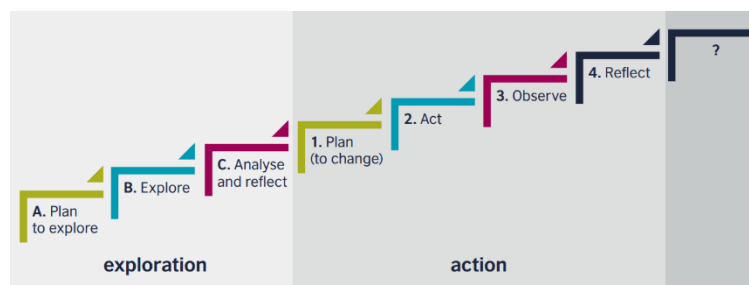 A. Plan
to explore
B. Explore
C. Analyse
and reflect
1. Plan
(to change)
2. Act
3. Observe
4. Reflect
?
exploration
action